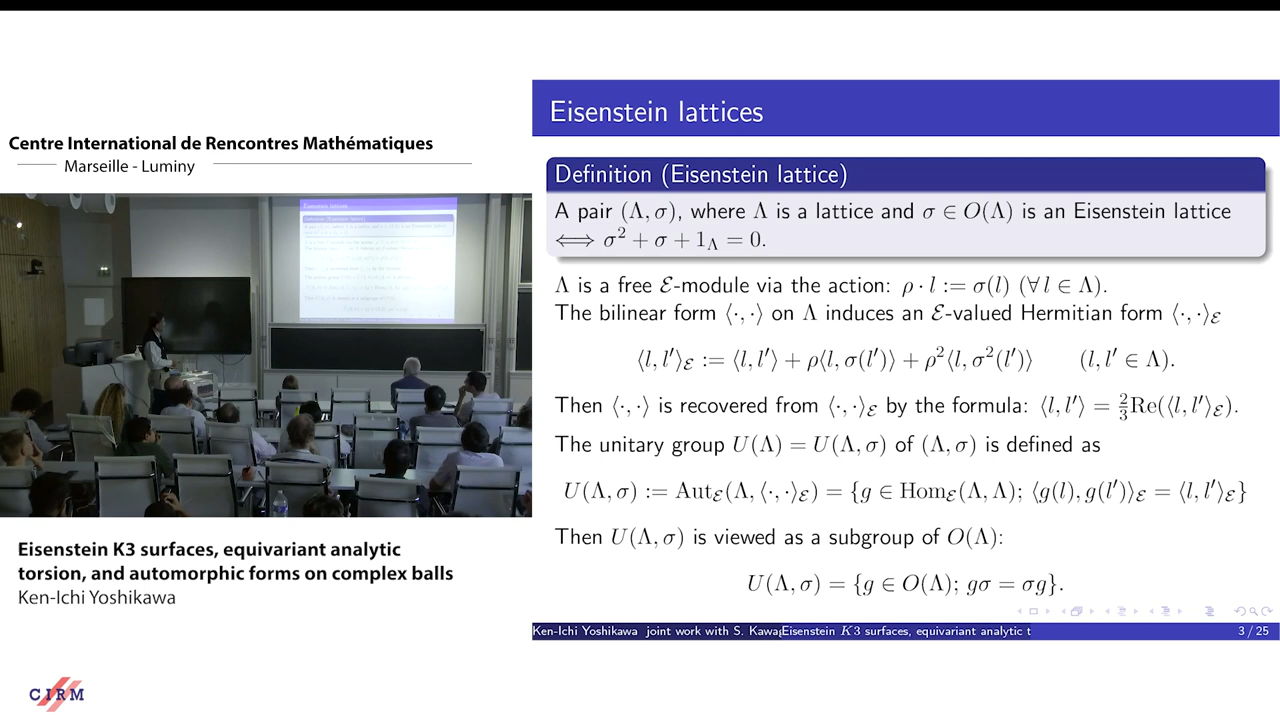 Centre International de Rencontres Mathématiques
Marseille - Luminy
Eisenstein K3 surfaces, equivariant analytic
torsion, and automorphic forms on complex balls
Ken-Ichi Yoshikawa
CIRM
Eisenstein lattices
Definition (Eisenstein lattice)
A pair (Λ, σ), where Λ is a lattice and σ ∈ O(Λ) is an Eisenstein lattice
⟺ σ² + σ + 1_Λ = 0.
Λ is a free ℰ-module via the action: ρ · l := σ(l) (∀ l ∈ Λ).
The bilinear form ⟨·, ·⟩ on Λ induces an ℰ-valued Hermitian form ⟨·, ·⟩_ℰ
⟨l, l′⟩_ℰ := ⟨l, l′⟩ + ρ⟨l, σ(l′)⟩ + ρ²⟨l, σ²(l′)⟩ (l, l′ ∈ Λ).
Then ⟨·, ·⟩ is recovered from ⟨·, ·⟩_ℰ by the formula: ⟨l, l′⟩ = 2/3 Re(⟨l, l′⟩_ℰ).
The unitary group U(Λ) = U(Λ, σ) of (Λ, σ) is defined as
U(Λ, σ) := Aut_ℰ(Λ, ⟨·, ·⟩_ℰ) = {g ∈ Hom_ℰ(Λ, Λ); ⟨g(l), g(l′)⟩_ℰ = ⟨l, l′⟩_ℰ}
Then U(Λ, σ) is viewed as a subgroup of O(Λ):
U(Λ, σ) = {g ∈ O(Λ); gσ = σg}.
Ken-Ichi Yoshikawa joint work with S. Kawa Eisenstein K3 surfaces, equivariant analytic t 3 / 25